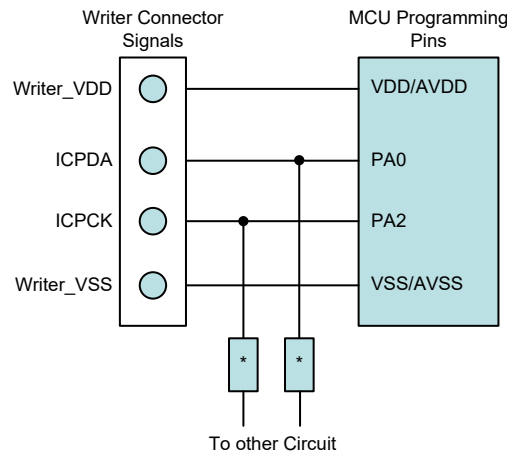 Writer Connector
Signals
MCU Programming
Pins
Writer_VDD
VDD/AVDD
ICPDA
PA0
ICPCK
PA2
Writer_VSS
VSS/AVSS
*
*
To other Circuit